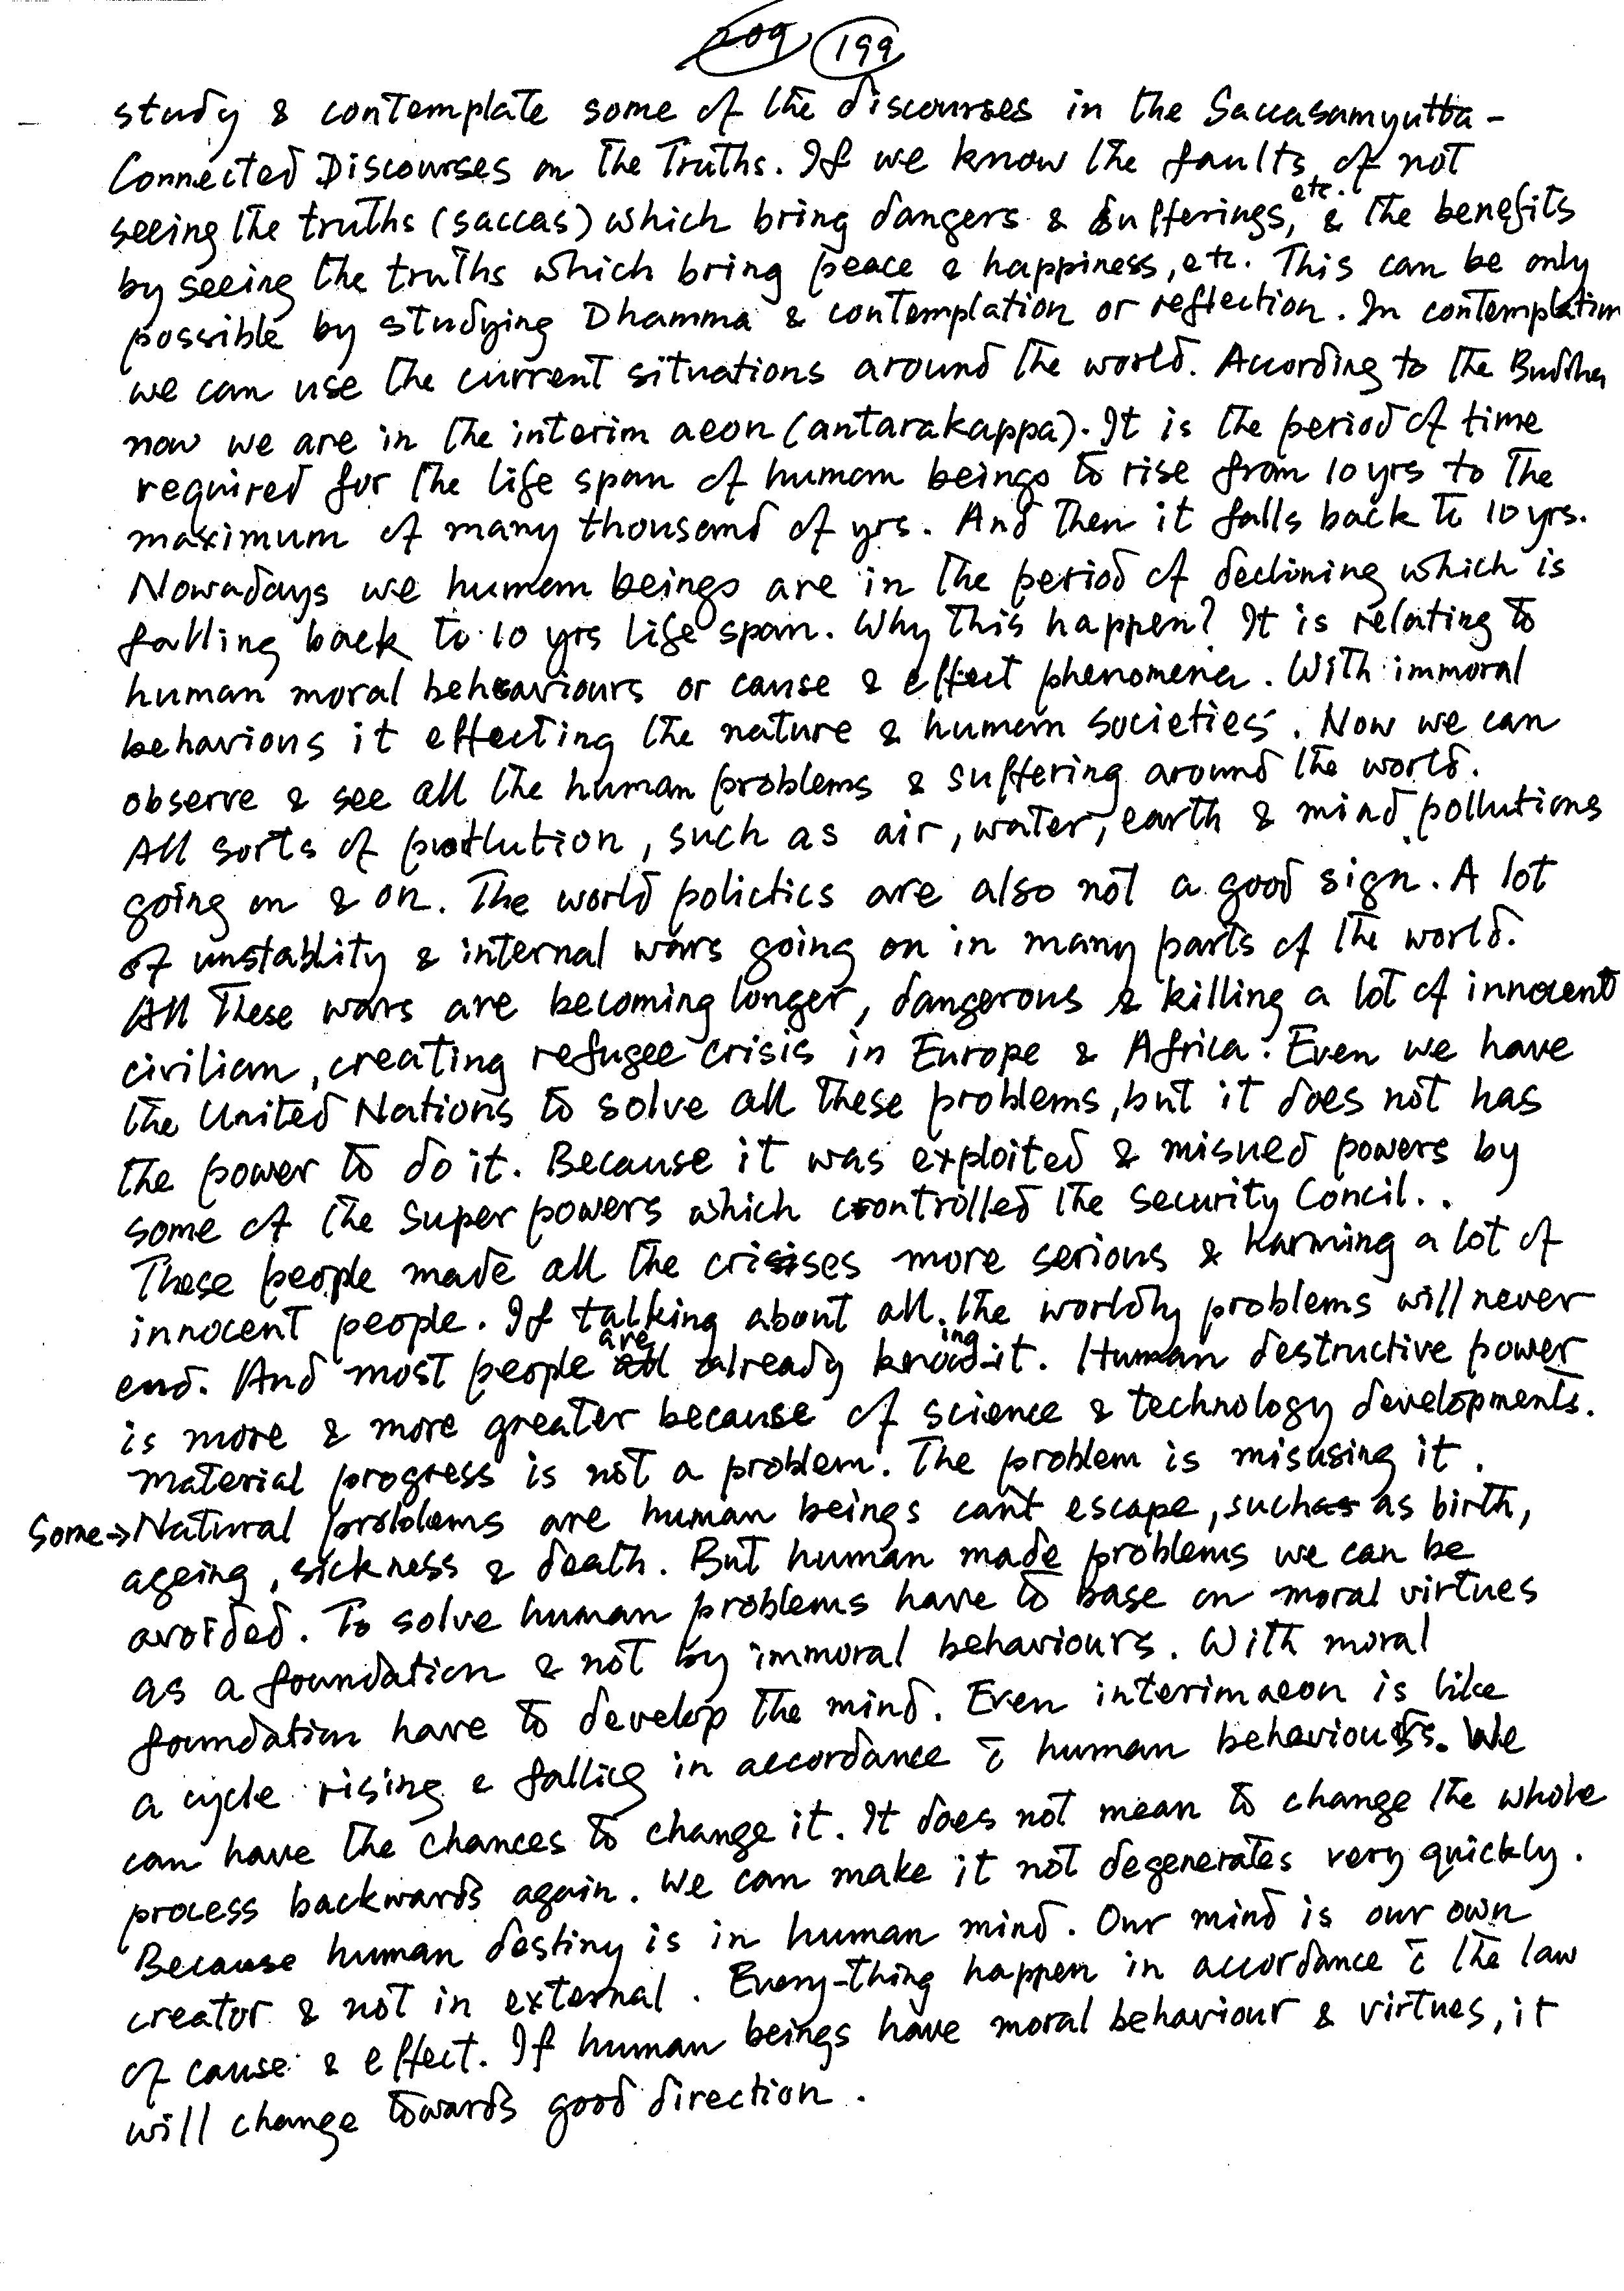 209 199
study & contemplate some of the discourses in the Saccasamyutta -
Connected Discourses on the Truths. If we know the faults of not
seeing the truths (saccas) which bring dangers & sufferings, etc. & the benefits
by seeing the truths which bring peace & happiness, etc. This can be only
possible by studying Dhamma & contemplation or reflection. In contemplation
we can use the current situations around the world. According to the Buddha
now we are in the interim aeon (antarakappa). It is the period of time
required for the life span of human beings to rise from 10 yrs to the
maximum of many thousand of yrs. And then it falls back to 10 yrs.
Nowadays we human beings are in the period of declining which is
falling back to 10 yrs life span. Why this happen? It is relating to
human moral behaviours or cause & effect phenomena. With immoral
behavious it effecting the nature & human societies. Now we can
observe & see all the human problems & suffering around the world.
All sorts of pollution, such as air, water, earth & mind pollutions
going on & on. The world polictics are also not a good sign. A lot
of unstablity & internal wars going on in many parts of the world.
All these wars are becoming longer, dangerous & killing a lot of innocent
civilian, creating refugee crisis in Europe & Africa. Even we have
the United Nations to solve all these problems, but it does not has
the power to do it. Because it was exploited & misued powers by
some of the super powers which controlled the Security Concil..
These people made all the crisises more serious & harming a lot of
innocent people. If talking about all the worldly problems will never
end. And most people are already knowing it. Human destructive power
is more & more greater because of science & technology developments.
Material progress is not a problem. The problem is misusing it.
Some→Natural problems are human beings can't escape, such as as birth,
ageing, sickness & death. But human made problems we can be
avoided. To solve human problems have to base on moral virtues
as a foundation & not by immoral behaviours. With moral
foundation have to develop the mind. Even interim aeon is like
a cycle rising & falling in accordance c̄ human behaviours. We
can have the chances to change it. It does not mean to change the whole
process backwards again. We can make it not degenerates very quickly.
Because human destiny is in human mind. Our mind is our own
creator & not in external. Every-thing happen in accordance c̄ the law
of cause & effect. If human beings have moral behaviour & virtues, it
will change towards good direction.